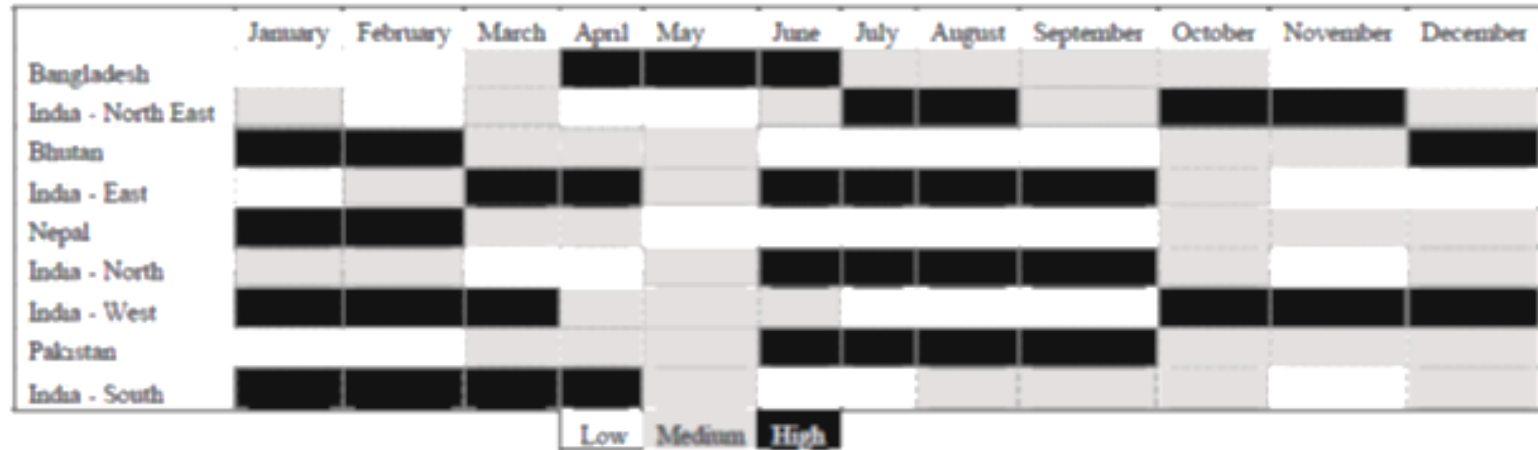 January February March April May June July August September October November December
Bangladesh
India - North East
Bhutan
India - East
Nepal
India - North
India - West
Pakistan
India - South
Low Medium High